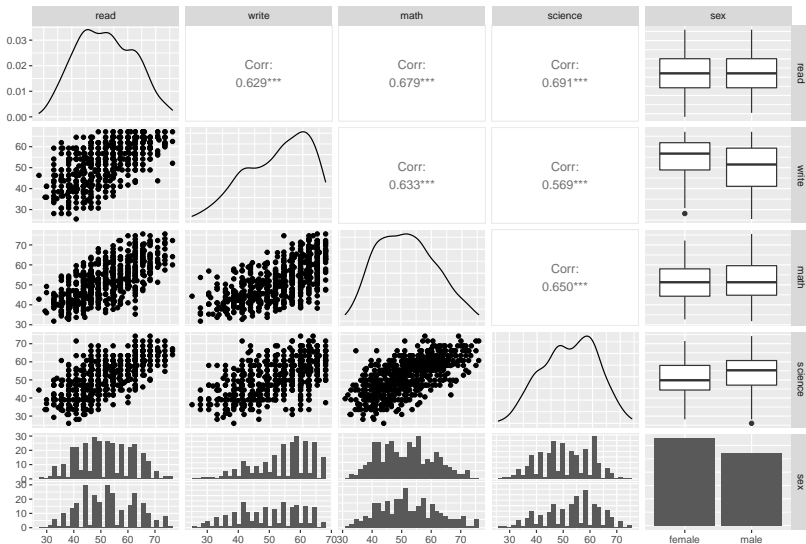 read write math science sex
0.03
0.02
0.01
0.00
Corr:
0.629***
Corr:
0.679***
Corr:
0.691***
read
60
50
40
30
Corr:
0.633***
Corr:
0.569***
write
70
60
50
40
30
Corr:
0.650***
math
70
60
50
40
30
science
30
20
10
0
30
20
10
0
sex
30 40 50 60 70
30 40 50 60 70
30 40 50 60 70
30 40 50 60 70
female male